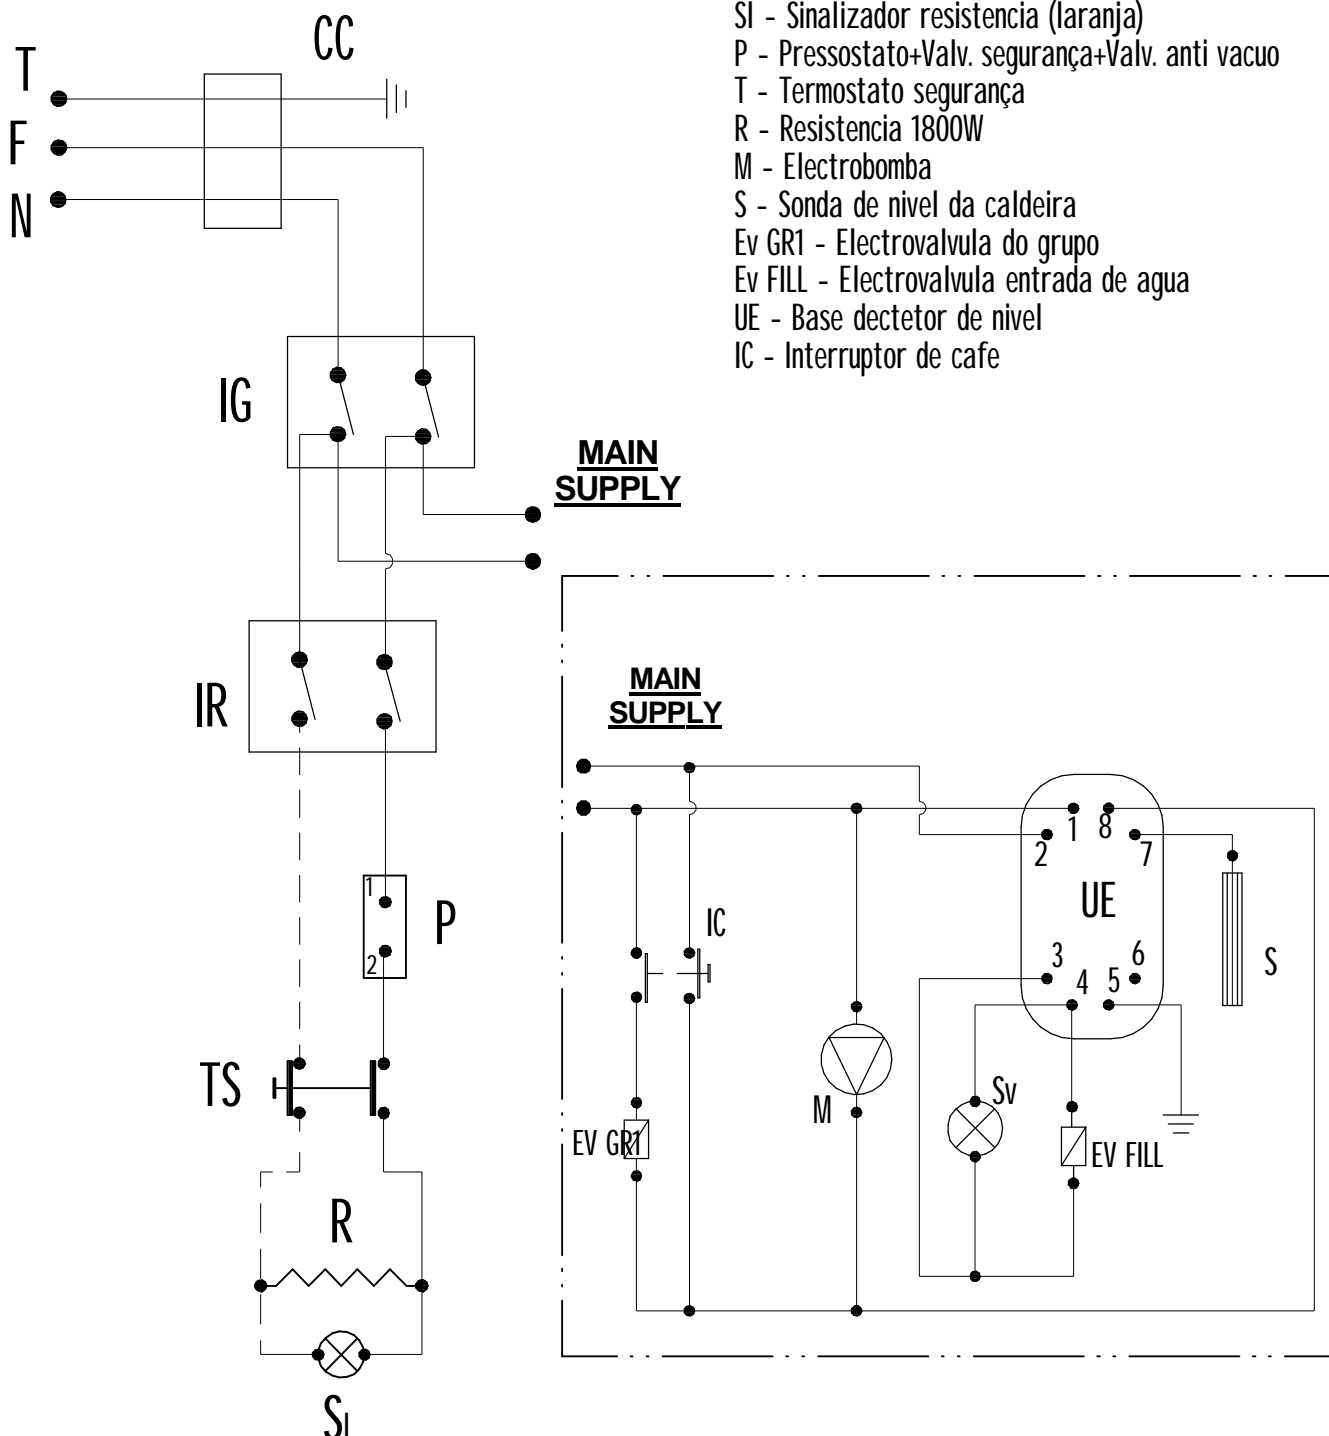 SI - Sinalizador resistencia (laranja)
P - Pressostato+Valv. segurança+Valv. anti vacuo
T - Termostato segurança
R - Resistencia 1800W
M - Electrobomba
S - Sonda de nivel da caldeira
Ev GR1 - Electrovalvula do grupo
Ev FILL - Electrovalvula entrada de agua
UE - Base dectetor de nivel
IC - Interruptor de cafe
CC
T
F
N
IG
MAIN
SUPPLY
IR
MAIN
SUPPLY
1
2
P
TS
R
SI
IC
EV GR1
M
1
8
2
7
UE
3
6
4
5
S
Sv
EV FILL